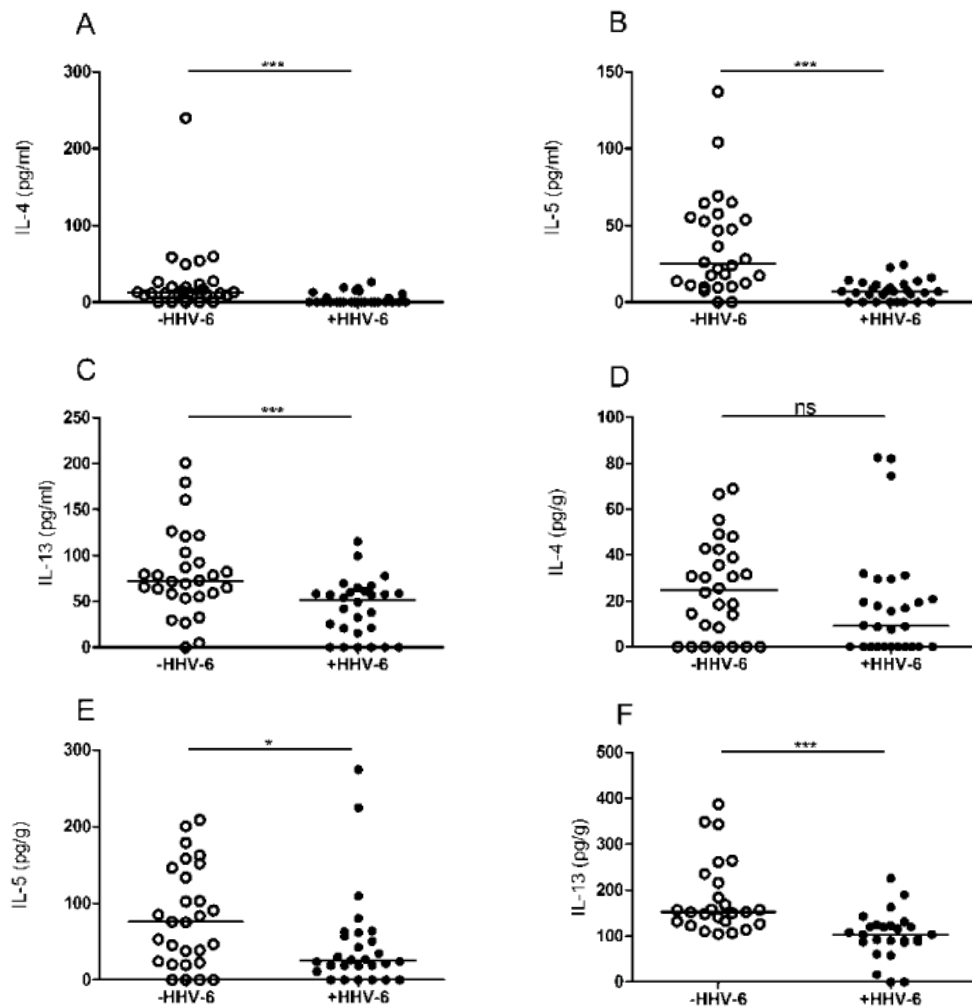 A
***
IL-4 (pg/ml)
300
200
100
0
-HHV-6
+HHV-6
B
***
IL-5 (pg/ml)
150
100
50
0
-HHV-6
+HHV-6
C
***
IL-13 (pg/ml)
250
200
150
100
50
0
-HHV-6
+HHV-6
D
ns
IL-4 (pg/g)
100
80
60
40
20
0
-HHV-6
+HHV-6
E
*
IL-5 (pg/g)
300
200
100
0
-HHV-6
+HHV-6
F
***
IL-13 (pg/g)
500
400
300
200
100
0
-HHV-6
+HHV-6